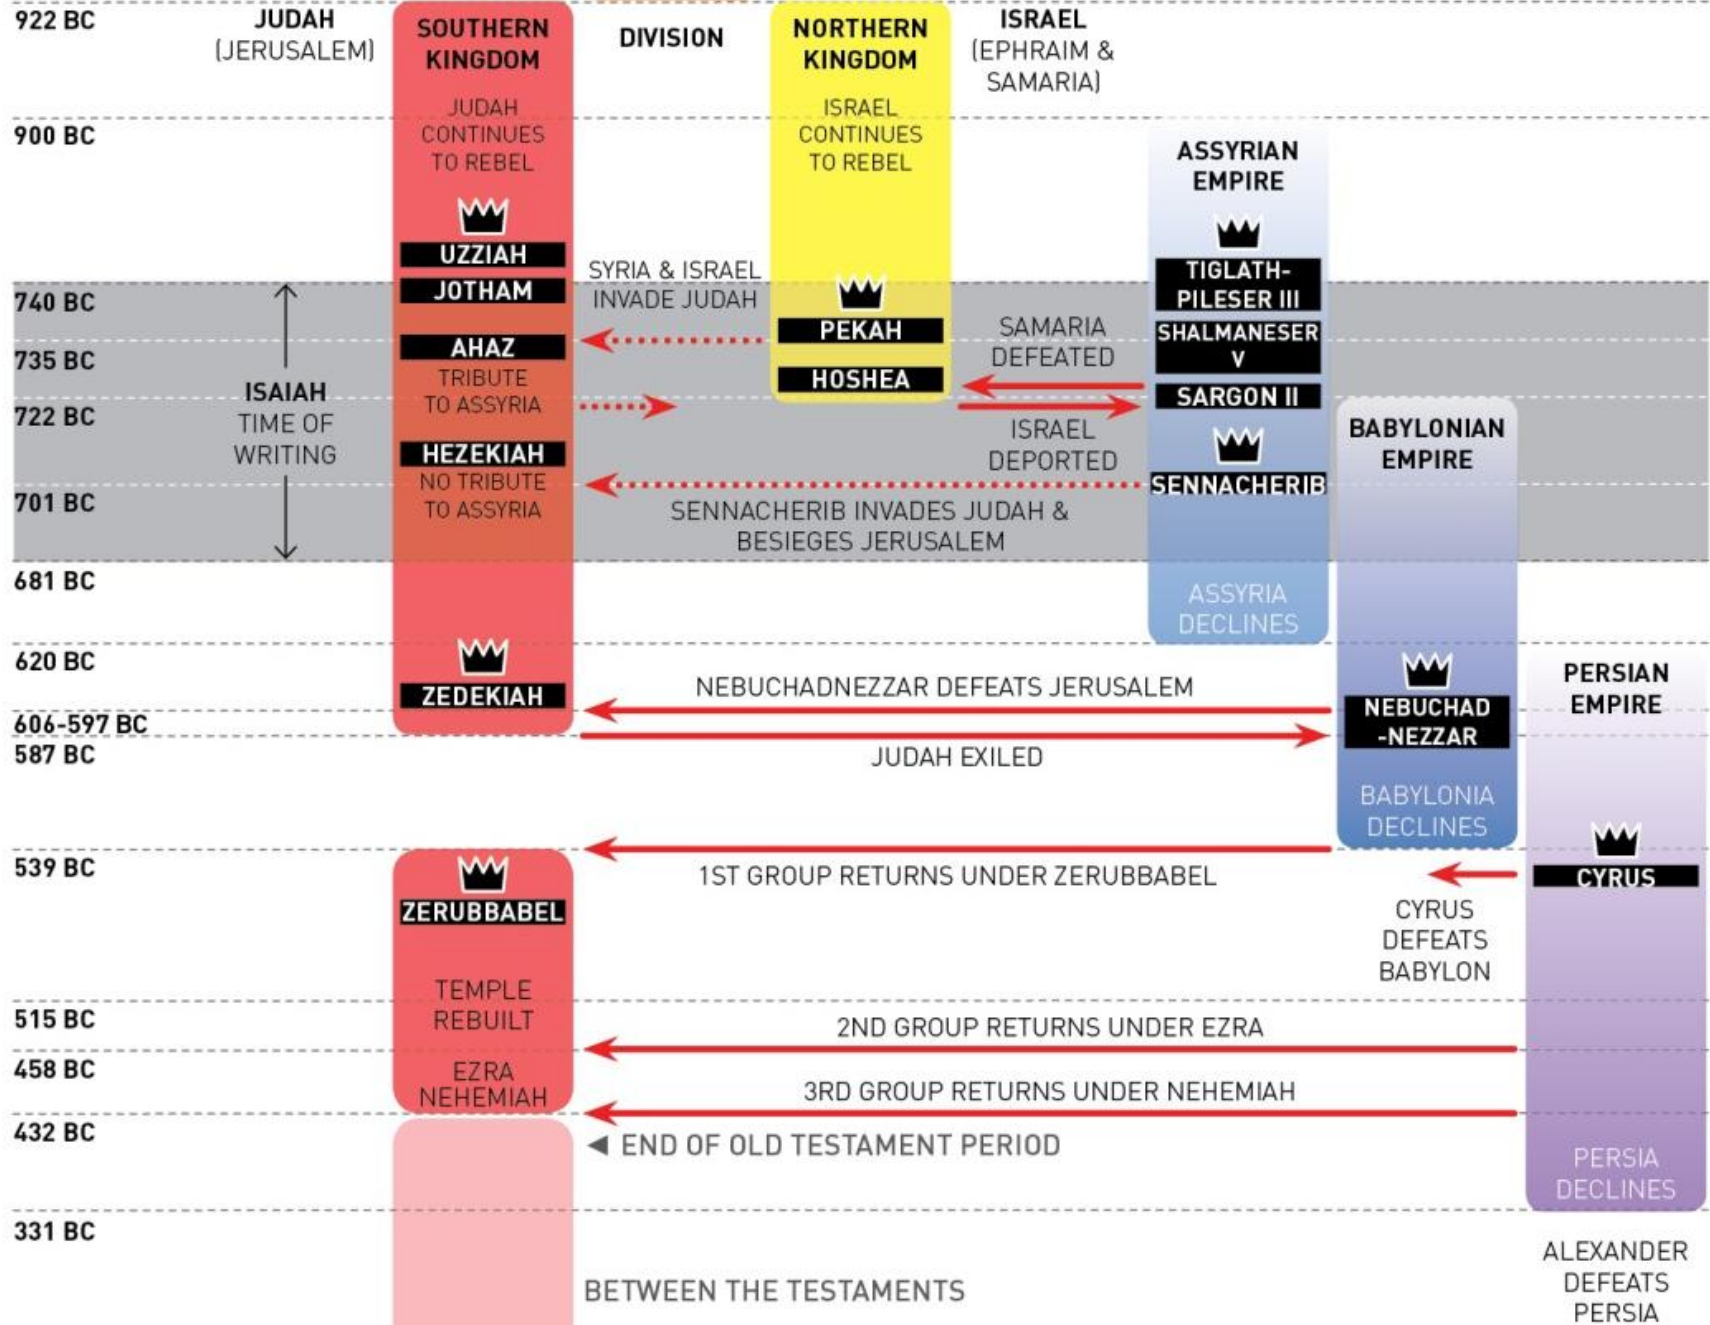 922 BC
JUDAH
(JERUSALEM)
SOUTHERN
KINGDOM
DIVISION
NORTHERN
KINGDOM
ISRAEL
(EPHRAIM &
SAMARIA)
JUDAH
CONTINUES
TO REBEL
ISRAEL
CONTINUES
TO REBEL
900 BC
ASSYRIAN
EMPIRE
UZZIAH
JOTHAM
SYRIA & ISRAEL
INVADE JUDAH
TIGLATH-
PILESER III
740 BC
PEKAH
SAMARIA
DEFEATED
SHALMANESER
V
735 BC
AHAZ
TRIBUTE
TO ASSYRIA
HOSHEA
SARGON II
ISAIAH
TIME OF
WRITING
722 BC
ISRAEL
DEPORTED
BABYLONIAN
EMPIRE
HEZEKIAH
NO TRIBUTE
TO ASSYRIA
SENNACHERIB
701 BC
SENNACHERIB INVADES JUDAH &
BESIEGES JERUSALEM
681 BC
ASSYRIA
DECLINES
620 BC
ZEDEKIAH
NEBUCHADNEZZAR DEFEATS JERUSALEM
NEBUCHAD
-NEZZAR
PERSIAN
EMPIRE
606-597 BC
587 BC
JUDAH EXILED
BABYLONIA
DECLINES
539 BC
1ST GROUP RETURNS UNDER ZERUBBABEL
CYRUS
ZERUBBABEL
CYRUS
DEFEATS
BABYLON
TEMPLE
REBUILT
515 BC
2ND GROUP RETURNS UNDER EZRA
458 BC
EZRA
NEHEMIAH
3RD GROUP RETURNS UNDER NEHEMIAH
432 BC
◄ END OF OLD TESTAMENT PERIOD
PERSIA
DECLINES
331 BC
BETWEEN THE TESTAMENTS
ALEXANDER
DEFEATS
PERSIA